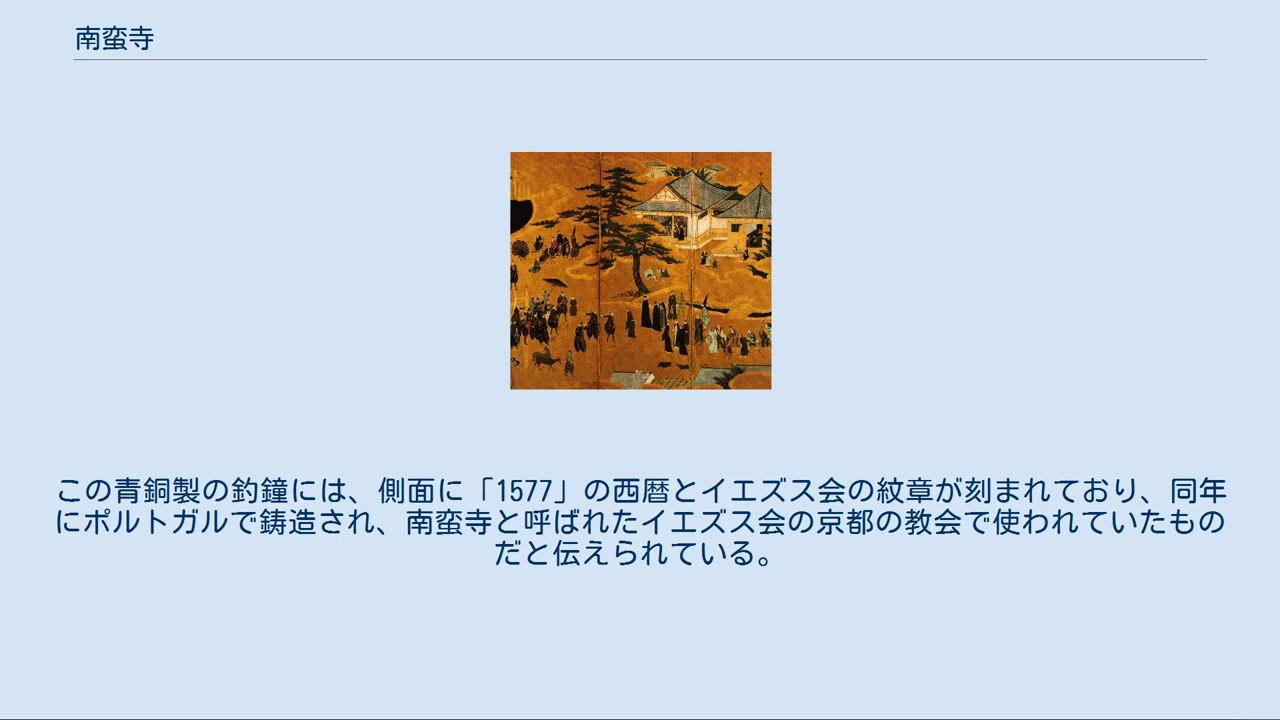 南蛮寺
この青銅製の釣鐘には、側面に「1577」の西暦とイエズス会の紋章が刻まれており、同年
にポルトガルで鋳造され、南蛮寺と呼ばれたイエズス会の京都の教会で使われていたもの
だと伝えられている。